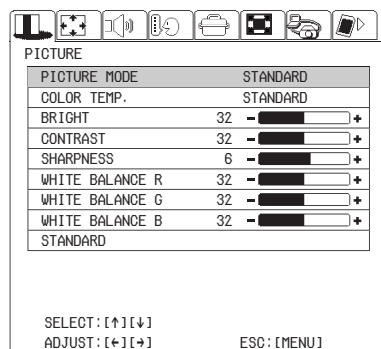 PICTURE
PICTURE MODE STANDARD
COLOR TEMP. STANDARD
BRIGHT 32 - +
CONTRAST 32 - +
SHARPNESS 6 - +
WHITE BALANCE R 32 - +
WHITE BALANCE G 32 - +
WHITE BALANCE B 32 - +
STANDARD
SELECT:[↑][↓]
ADJUST:[←][→] ESC:[MENU]